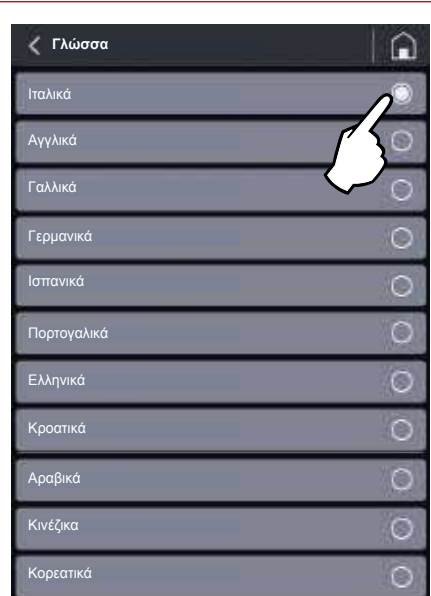 Γλώσσα
Ιταλικά
Αγγλικά
Γαλλικά
Γερμανικά
Ισπανικά
Πορτογαλικά
Ελληνικά
Κροατικά
Αραβικά
Κινέζικα
Κορεατικά